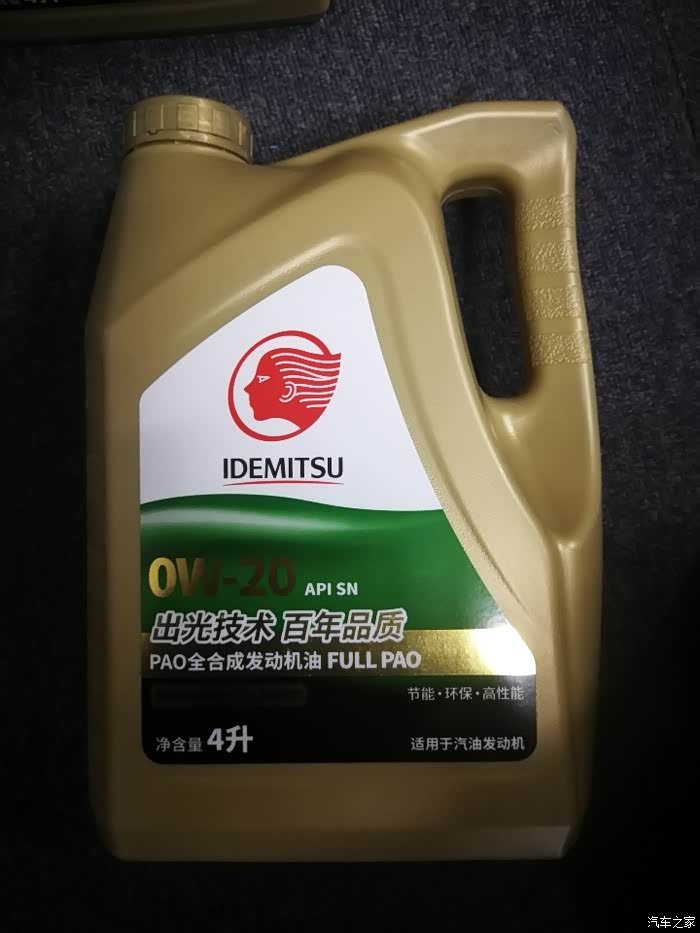 IDEMITSU
0W-20 API SN
出光技术 百年品质
PAO全合成发动机油 FULL PAO
节能·环保·高性能
净含量 4升
适用于汽油发动机
汽车之家